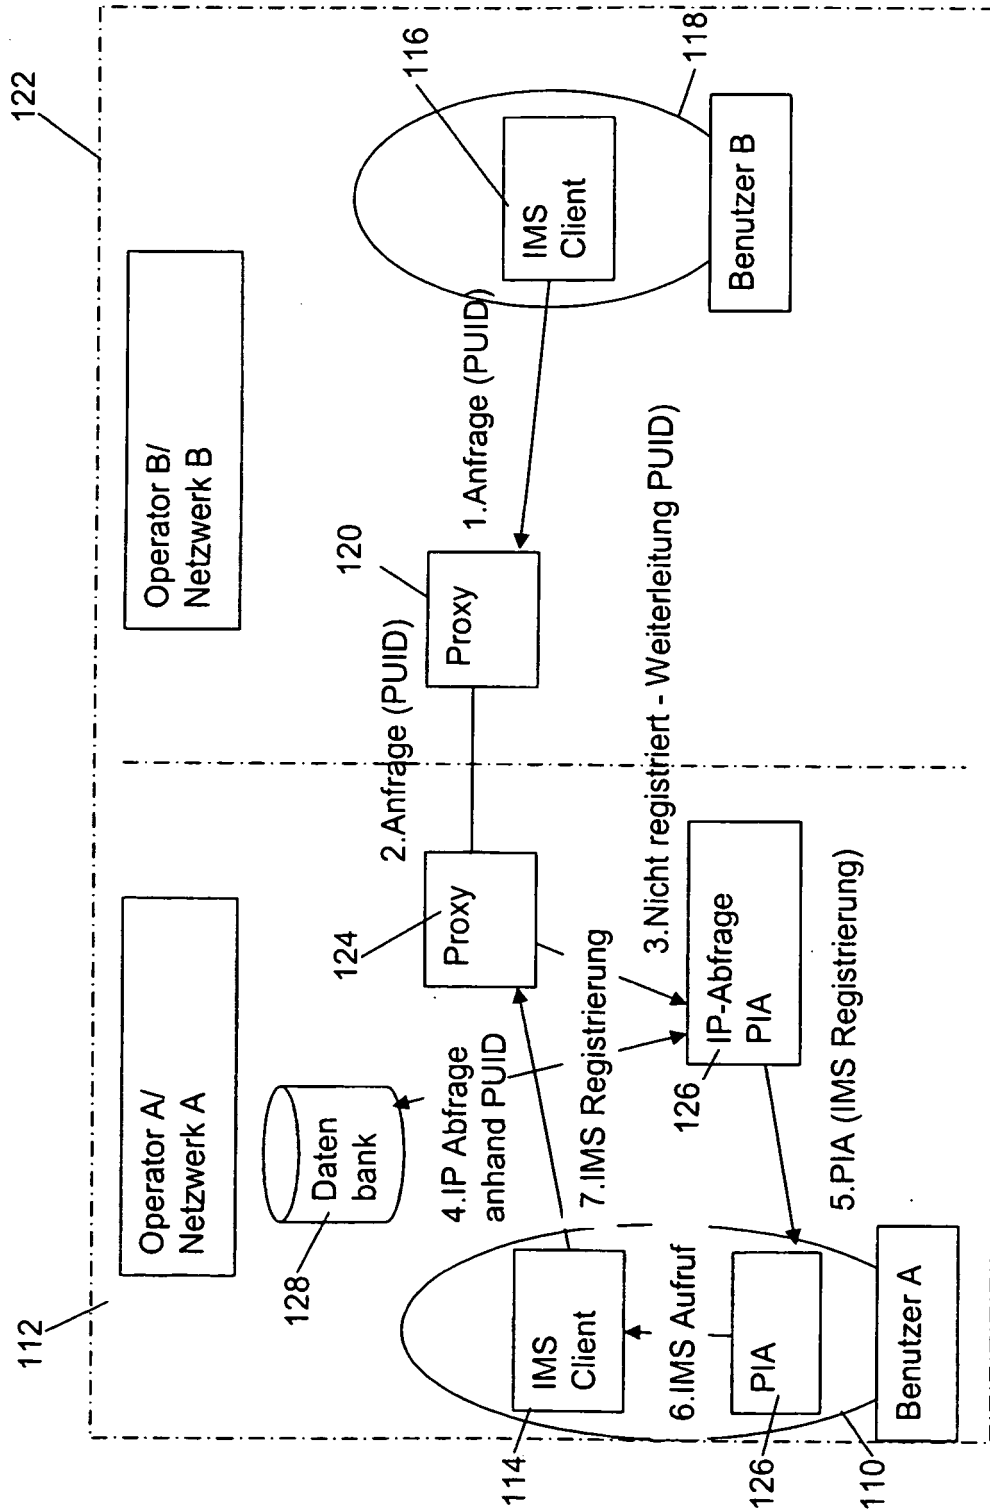 122
112
Operator A/
Netzwerk A
Operator B/
Netzwerk B
128
Daten
bank
124
Proxy
2.Anfrage (PUID)
120
Proxy
1.Anfrage (PUID)
116
IMS
Client
118
Benutzer B
4.IP Abfrage
anhand PUID
7.IMS Registrierung
3.Nicht registriert - Weiterleitung PUID)
126
IP-Abfrage
PIA
5.PIA (IMS Registrierung)
114
IMS
Client
6.IMS Aufruf
126
PIA
110
Benutzer A